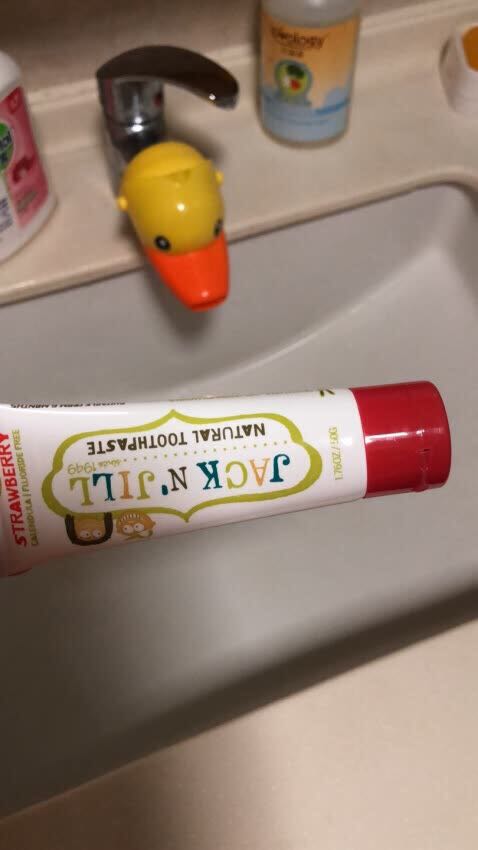 JACK N' JILL
since 1949
NATURAL TOOTHPASTE
STRAWBERRY
CALENDULA | FLUORIDE FREE
1.76OZ / 50G